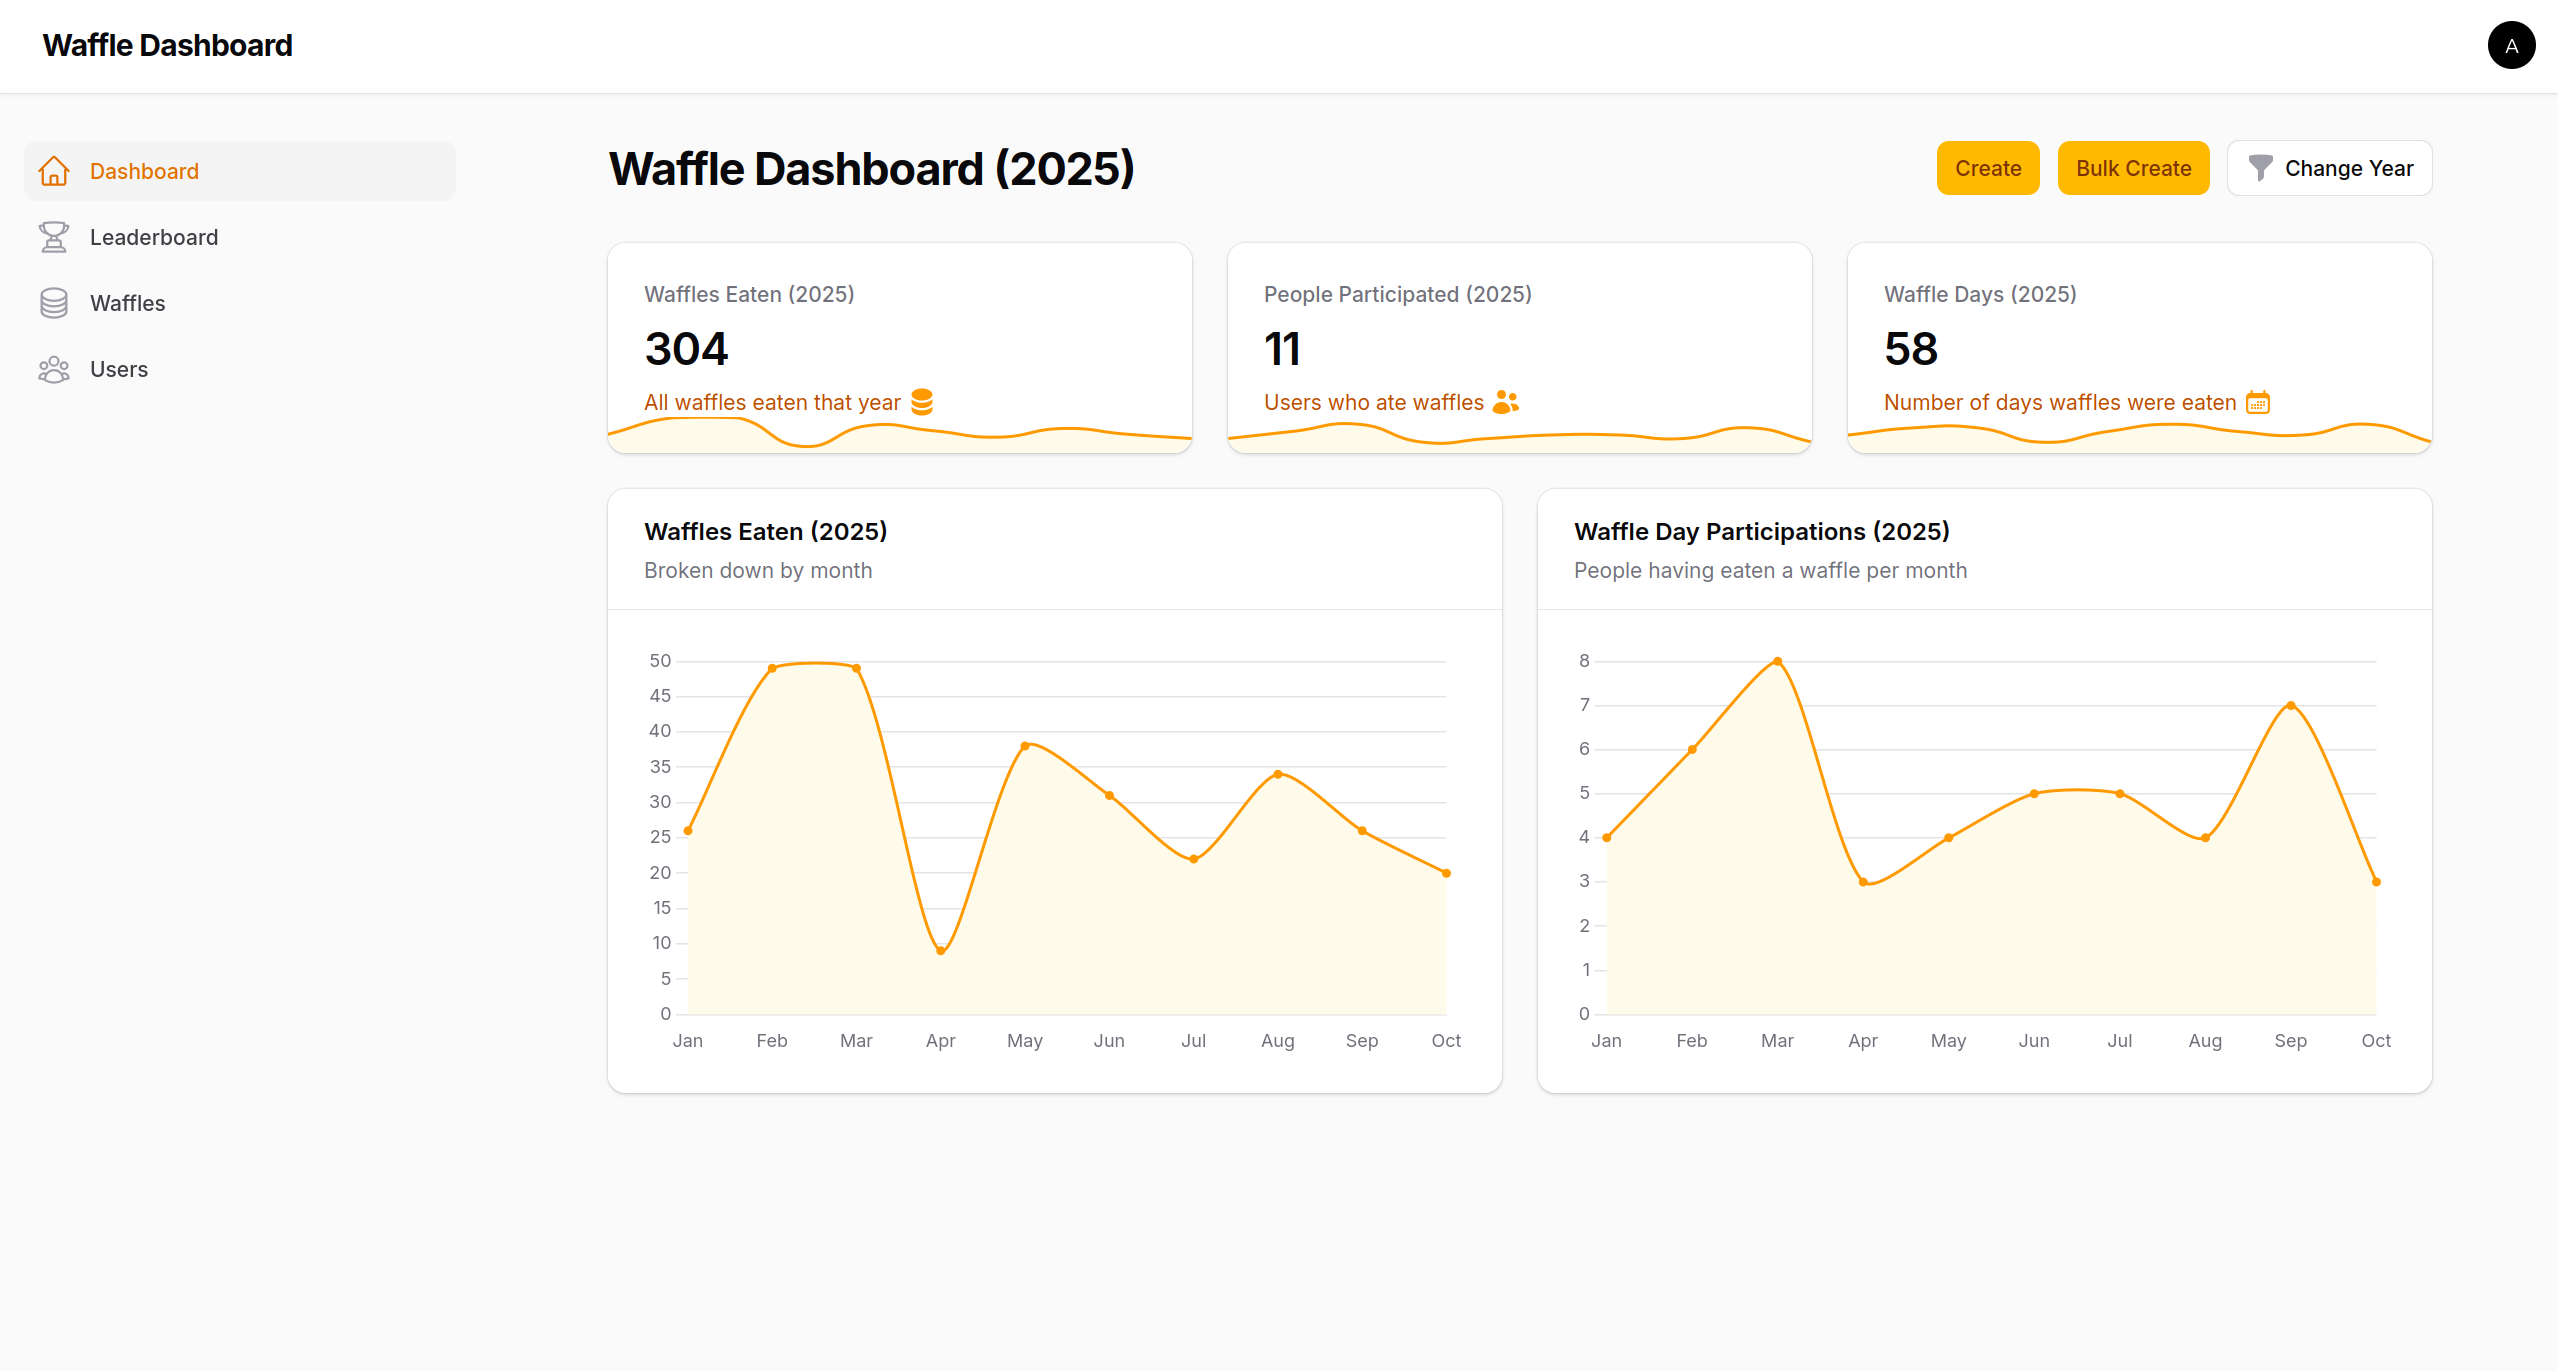 Waffle Dashboard
A
Dashboard
Leaderboard
Waffles
Users
Waffle Dashboard (2025)
Create
Bulk Create
Change Year
Waffles Eaten (2025)
304
All waffles eaten that year
People Participated (2025)
11
Users who ate waffles
Waffle Days (2025)
58
Number of days waffles were eaten
Waffles Eaten (2025)
Broken down by month
50
45
40
35
30
25
20
15
10
5
0
Jan Feb Mar Apr May Jun Jul Aug Sep Oct
Waffle Day Participations (2025)
People having eaten a waffle per month
8
7
6
5
4
3
2
1
0
Jan Feb Mar Apr May Jun Jul Aug Sep Oct